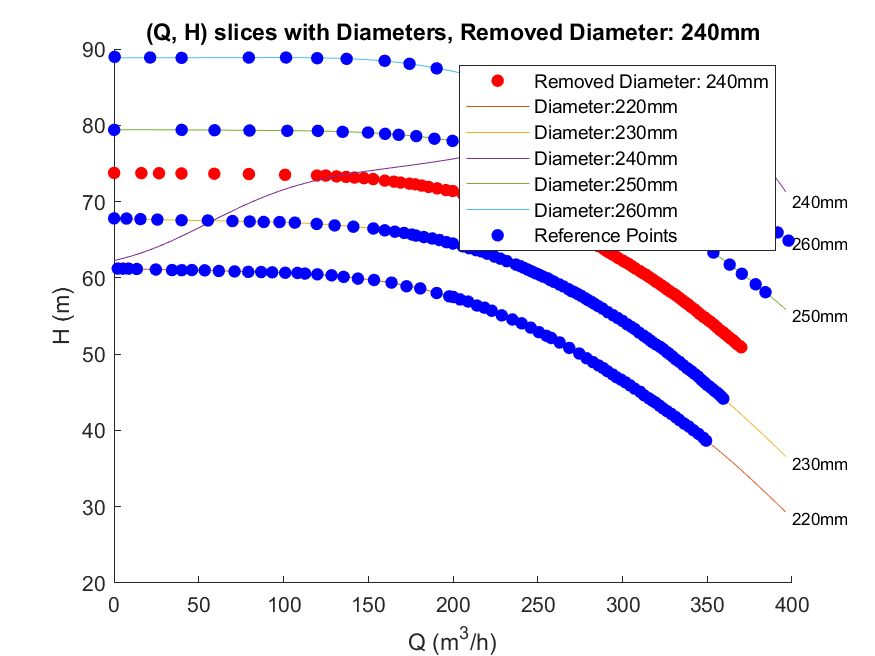 (Q, H) slices with Diameters, Removed Diameter: 240mm
90
80
70
60
50
40
30
20
H (m)
Removed Diameter: 240mm
Diameter:220mm
Diameter:230mm
Diameter:240mm
Diameter:250mm
Diameter:260mm
Reference Points
240mm
260mm
250mm
230mm
220mm
0 50 100 150 200 250 300 350 400
Q (m³/h)